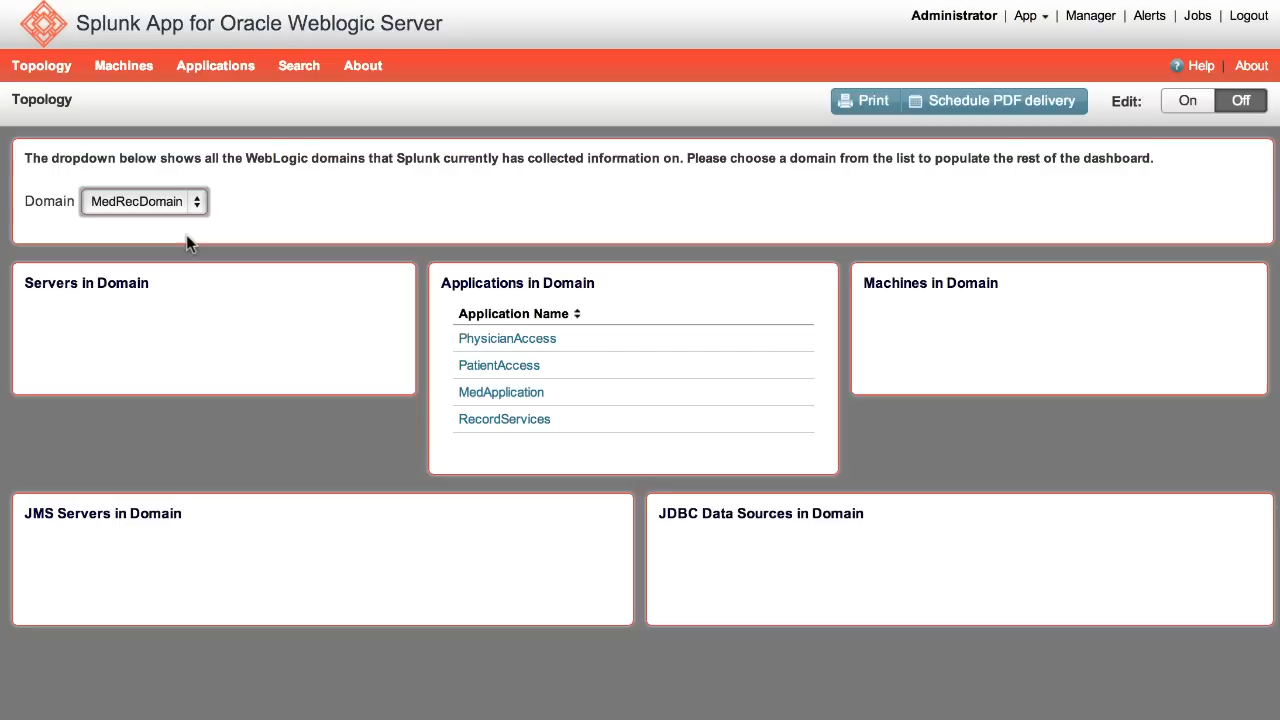 Splunk App for Oracle Weblogic Server
Administrator | App | Manager | Alerts | Jobs | Logout
Topology Machines Applications Search About
? Help | About
Topology
Print Schedule PDF delivery Edit: On Off
The dropdown below shows all the WebLogic domains that Splunk currently has collected information on. Please choose a domain from the list to populate the rest of the dashboard.
Domain MedRecDomain
Servers in Domain
Applications in Domain
Application Name
PhysicianAccess
PatientAccess
MedApplication
RecordServices
Machines in Domain
JMS Servers in Domain
JDBC Data Sources in Domain